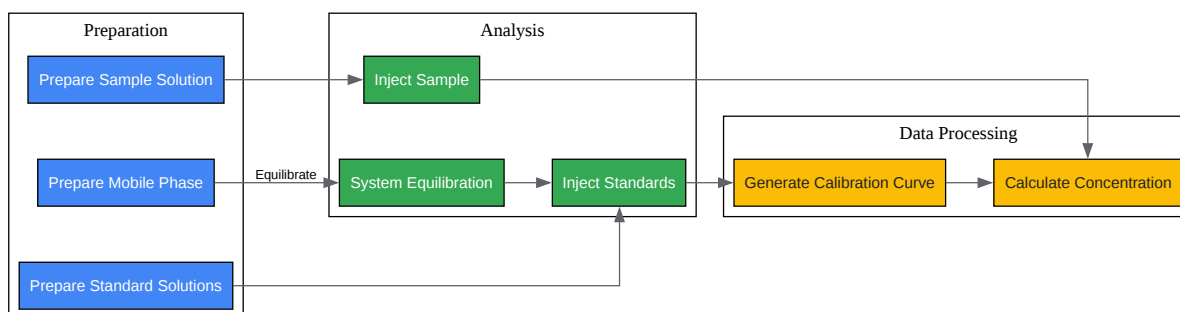 Preparation
Analysis
Prepare Sample Solution
Inject Sample
Data Processing
Prepare Mobile Phase
Equilibrate
System Equilibration
Inject Standards
Generate Calibration Curve
Calculate Concentration
Prepare Standard Solutions